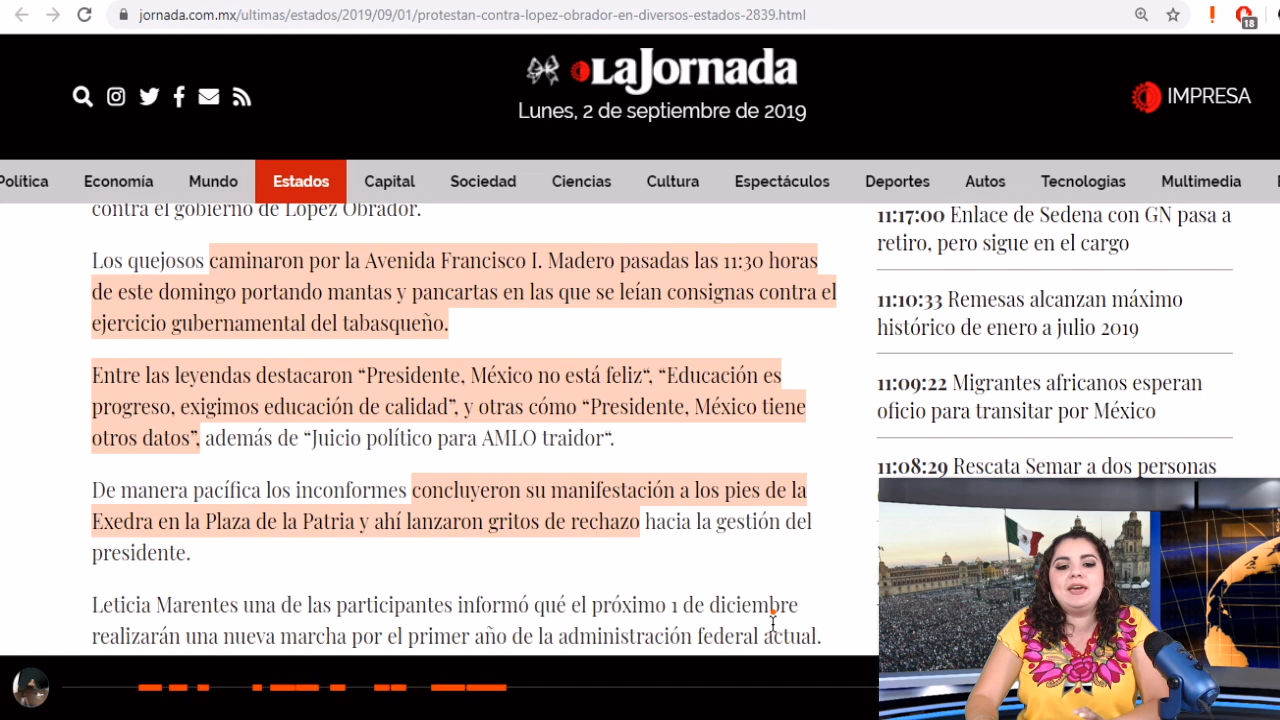 jornada.com.mx/ultimas/estados/2019/09/01/protestan-contra-lopez-obrador-en-diversos-estados-2839.html
18
LaJornada
Lunes, 2 de septiembre de 2019
IMPRESA
Política Economía Mundo Estados Capital Sociedad Ciencias Cultura Espectáculos Deportes Autos Tecnologias Multimedia
contra el gobierno de López Obrador.
Los quejosos caminaron por la Avenida Francisco I. Madero pasadas las 11:30 horas
de este domingo portando mantas y pancartas en las que se leían consignas contra el
ejercicio gubernamental del tabasqueño.
Entre las leyendas destacaron “Presidente, México no está feliz“, “Educación es
progreso, exigimos educación de calidad”, y otras cómo “Presidente, México tiene
otros datos”, además de “Juicio político para AMLO traidor“.
De manera pacífica los inconformes concluyeron su manifestación a los pies de la
Exedra en la Plaza de la Patria y ahí lanzaron gritos de rechazo hacia la gestión del
presidente.
Leticia Marentes una de las participantes informó qué el próximo 1 de diciembre
realizarán una nueva marcha por el primer año de la administración federal actual.
11:17:00 Enlace de Sedena con GN pasa a
retiro, pero sigue en el cargo
11:10:33 Remesas alcanzan máximo
histórico de enero a julio 2019
11:09:22 Migrantes africanos esperan
oficio para transitar por México
11:08:29 Rescata Semar a dos personas